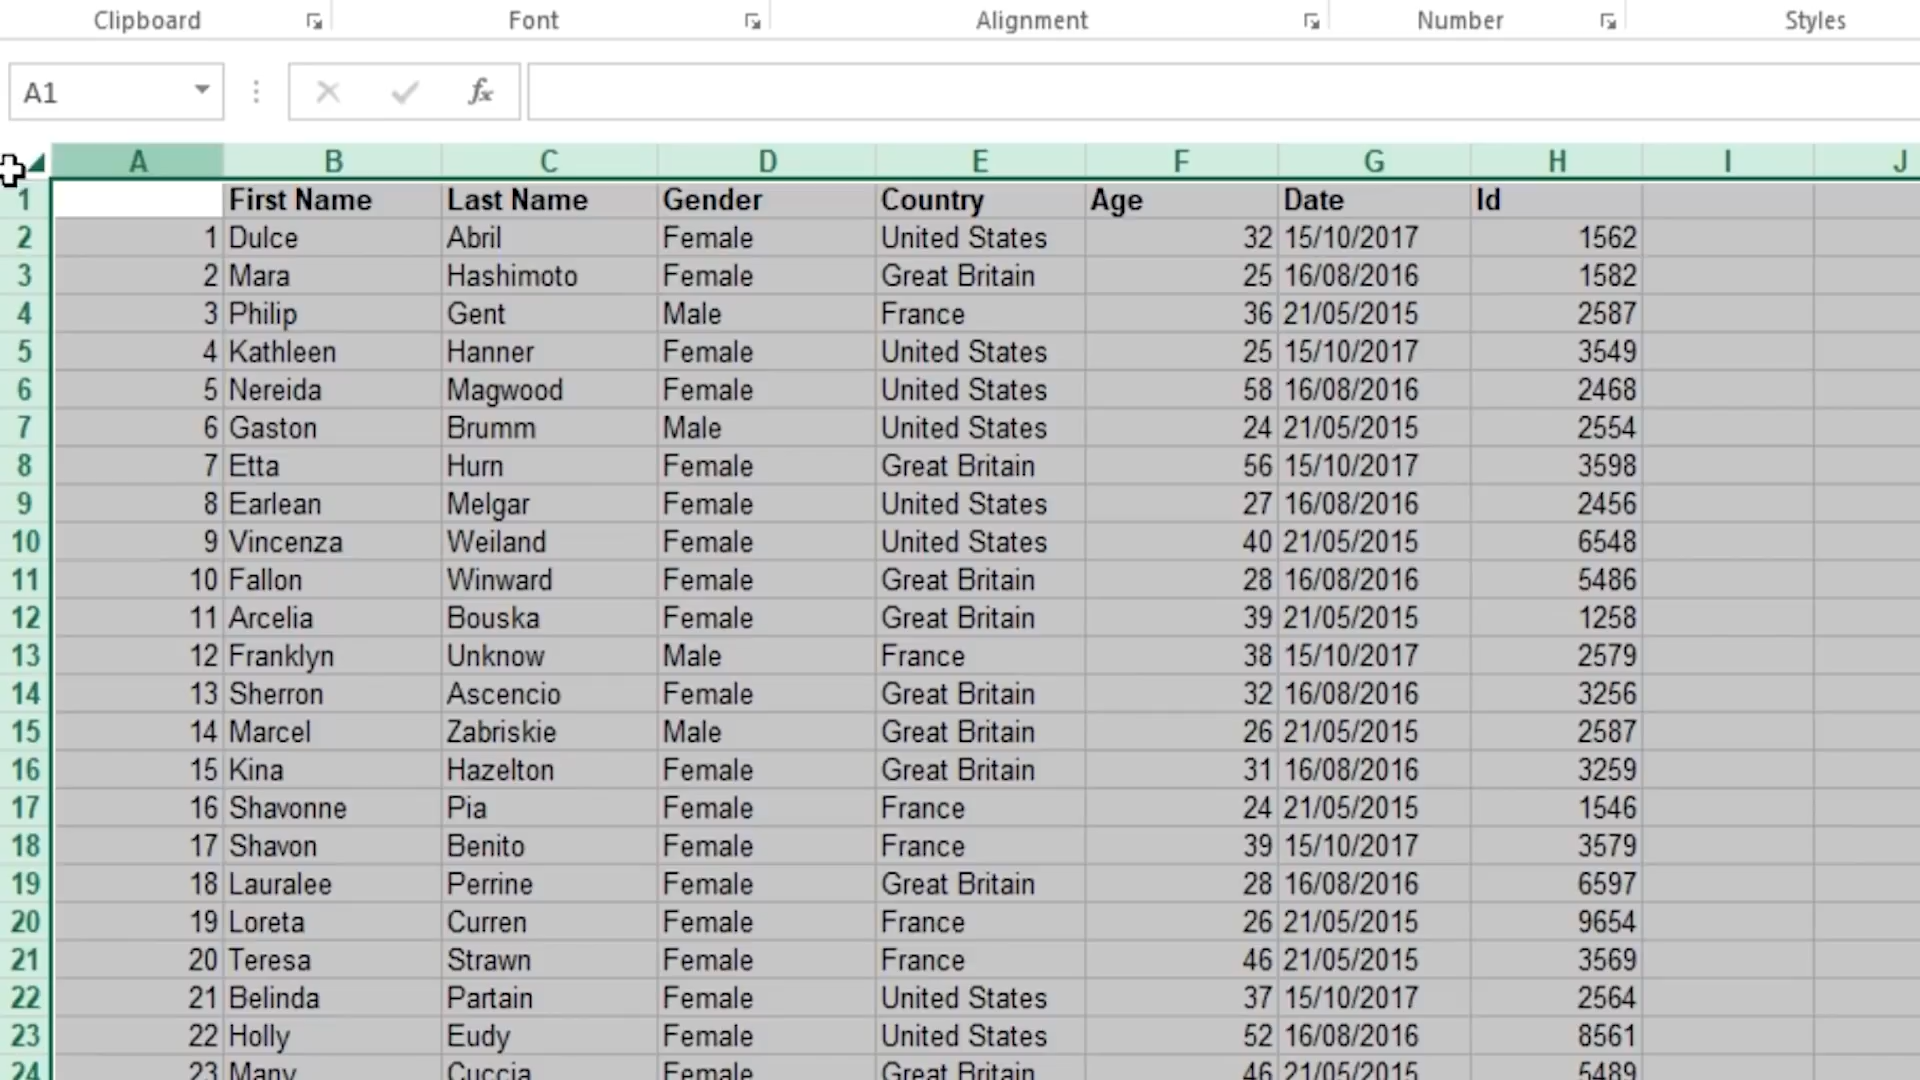 Clipboard Font Alignment Number Styles
A1 fx
A B C D E F G H I J
1 First Name Last Name Gender Country Age Date Id
2 1 Dulce Abril Female United States 32 15/10/2017 1562
3 2 Mara Hashimoto Female Great Britain 25 16/08/2016 1582
4 3 Philip Gent Male France 36 21/05/2015 2587
5 4 Kathleen Hanner Female United States 25 15/10/2017 3549
6 5 Nereida Magwood Female United States 58 16/08/2016 2468
7 6 Gaston Brumm Male United States 24 21/05/2015 2554
8 7 Etta Hurn Female Great Britain 56 15/10/2017 3598
9 8 Earlean Melgar Female United States 27 16/08/2016 2456
10 9 Vincenza Weiland Female United States 40 21/05/2015 6548
11 10 Fallon Winward Female Great Britain 28 16/08/2016 5486
12 11 Arcelia Bouska Female Great Britain 39 21/05/2015 1258
13 12 Franklyn Unknow Male France 38 15/10/2017 2579
14 13 Sherron Ascencio Female Great Britain 32 16/08/2016 3256
15 14 Marcel Zabriskie Male Great Britain 26 21/05/2015 2587
16 15 Kina Hazelton Female Great Britain 31 16/08/2016 3259
17 16 Shavonne Pia Female France 24 21/05/2015 1546
18 17 Shavon Benito Female France 39 15/10/2017 3579
19 18 Lauralee Perrine Female Great Britain 28 16/08/2016 6597
20 19 Loreta Curren Female France 26 21/05/2015 9654
21 20 Teresa Strawn Female France 46 21/05/2015 3569
22 21 Belinda Partain Female United States 37 15/10/2017 2564
23 22 Holly Eudy Female United States 52 16/08/2016 8561
24 23 Many Cuccia Female Great Britain 46 21/05/2015 5489